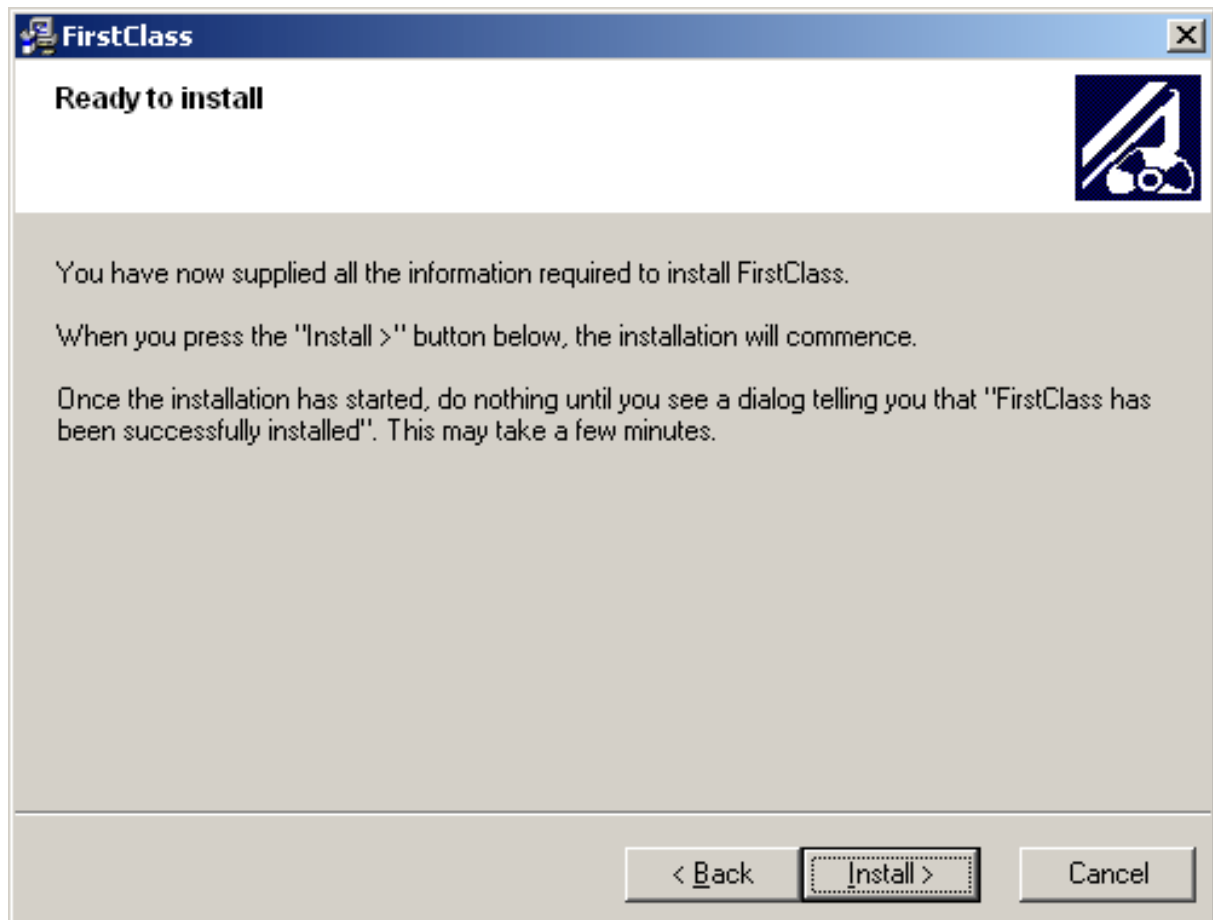 FirstClass
Ready to install
You have now supplied all the information required to install FirstClass.
When you press the "Install >" button below, the installation will commence.
Once the installation has started, do nothing until you see a dialog telling you that "FirstClass has
been successfully installed". This may take a few minutes.
< Back Install > Cancel